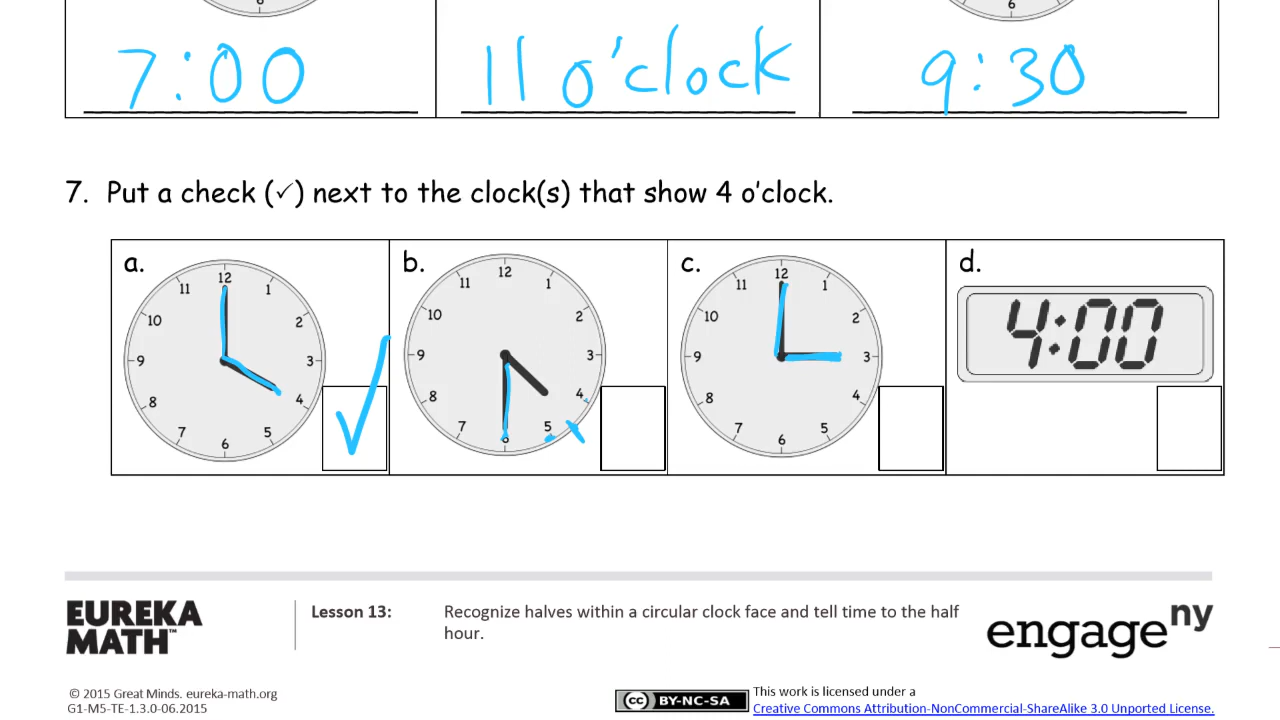 6 6
7:00 11 o'clock 9:30
7. Put a check (✓) next to the clock(s) that show 4 o'clock.
a. b. c. d.
12 1 2 3 4 5 6 7 8 9 10 11
12 1 2 3 4 5 6 7 8 9 10 11
12 1 2 3 4 5 6 7 8 9 10 11
4:00
✓
EUREKA
MATH™
Lesson 13:
Recognize halves within a circular clock face and tell time to the half
hour.
engage ny
© 2015 Great Minds. eureka-math.org
G1-M5-TE-1.3.0-06.2015
cc BY-NC-SA
This work is licensed under a
Creative Commons Attribution-NonCommercial-ShareAlike 3.0 Unported License.